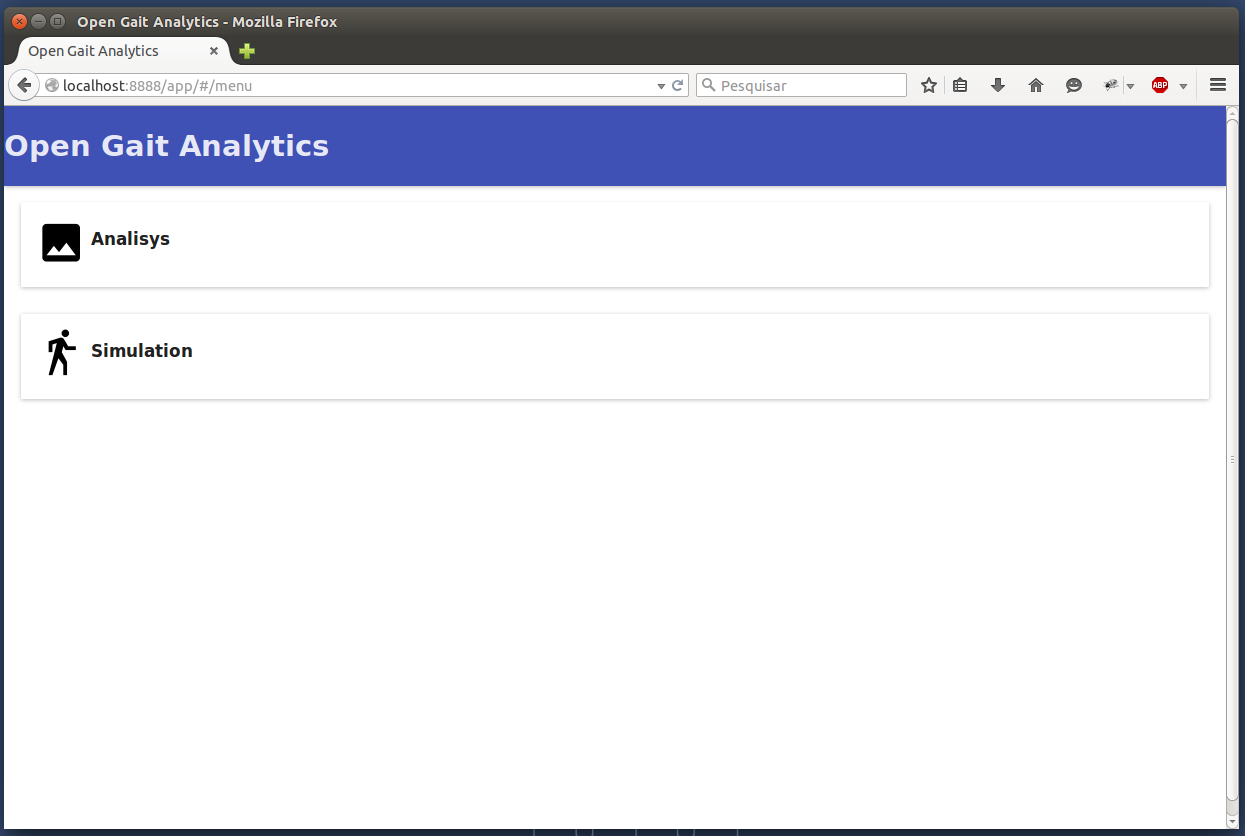 Open Gait Analytics - Mozilla Firefox
Open Gait Analytics
localhost:8888/app/#/menu
Pesquisar
ABP
Open Gait Analytics
Analisys
Simulation